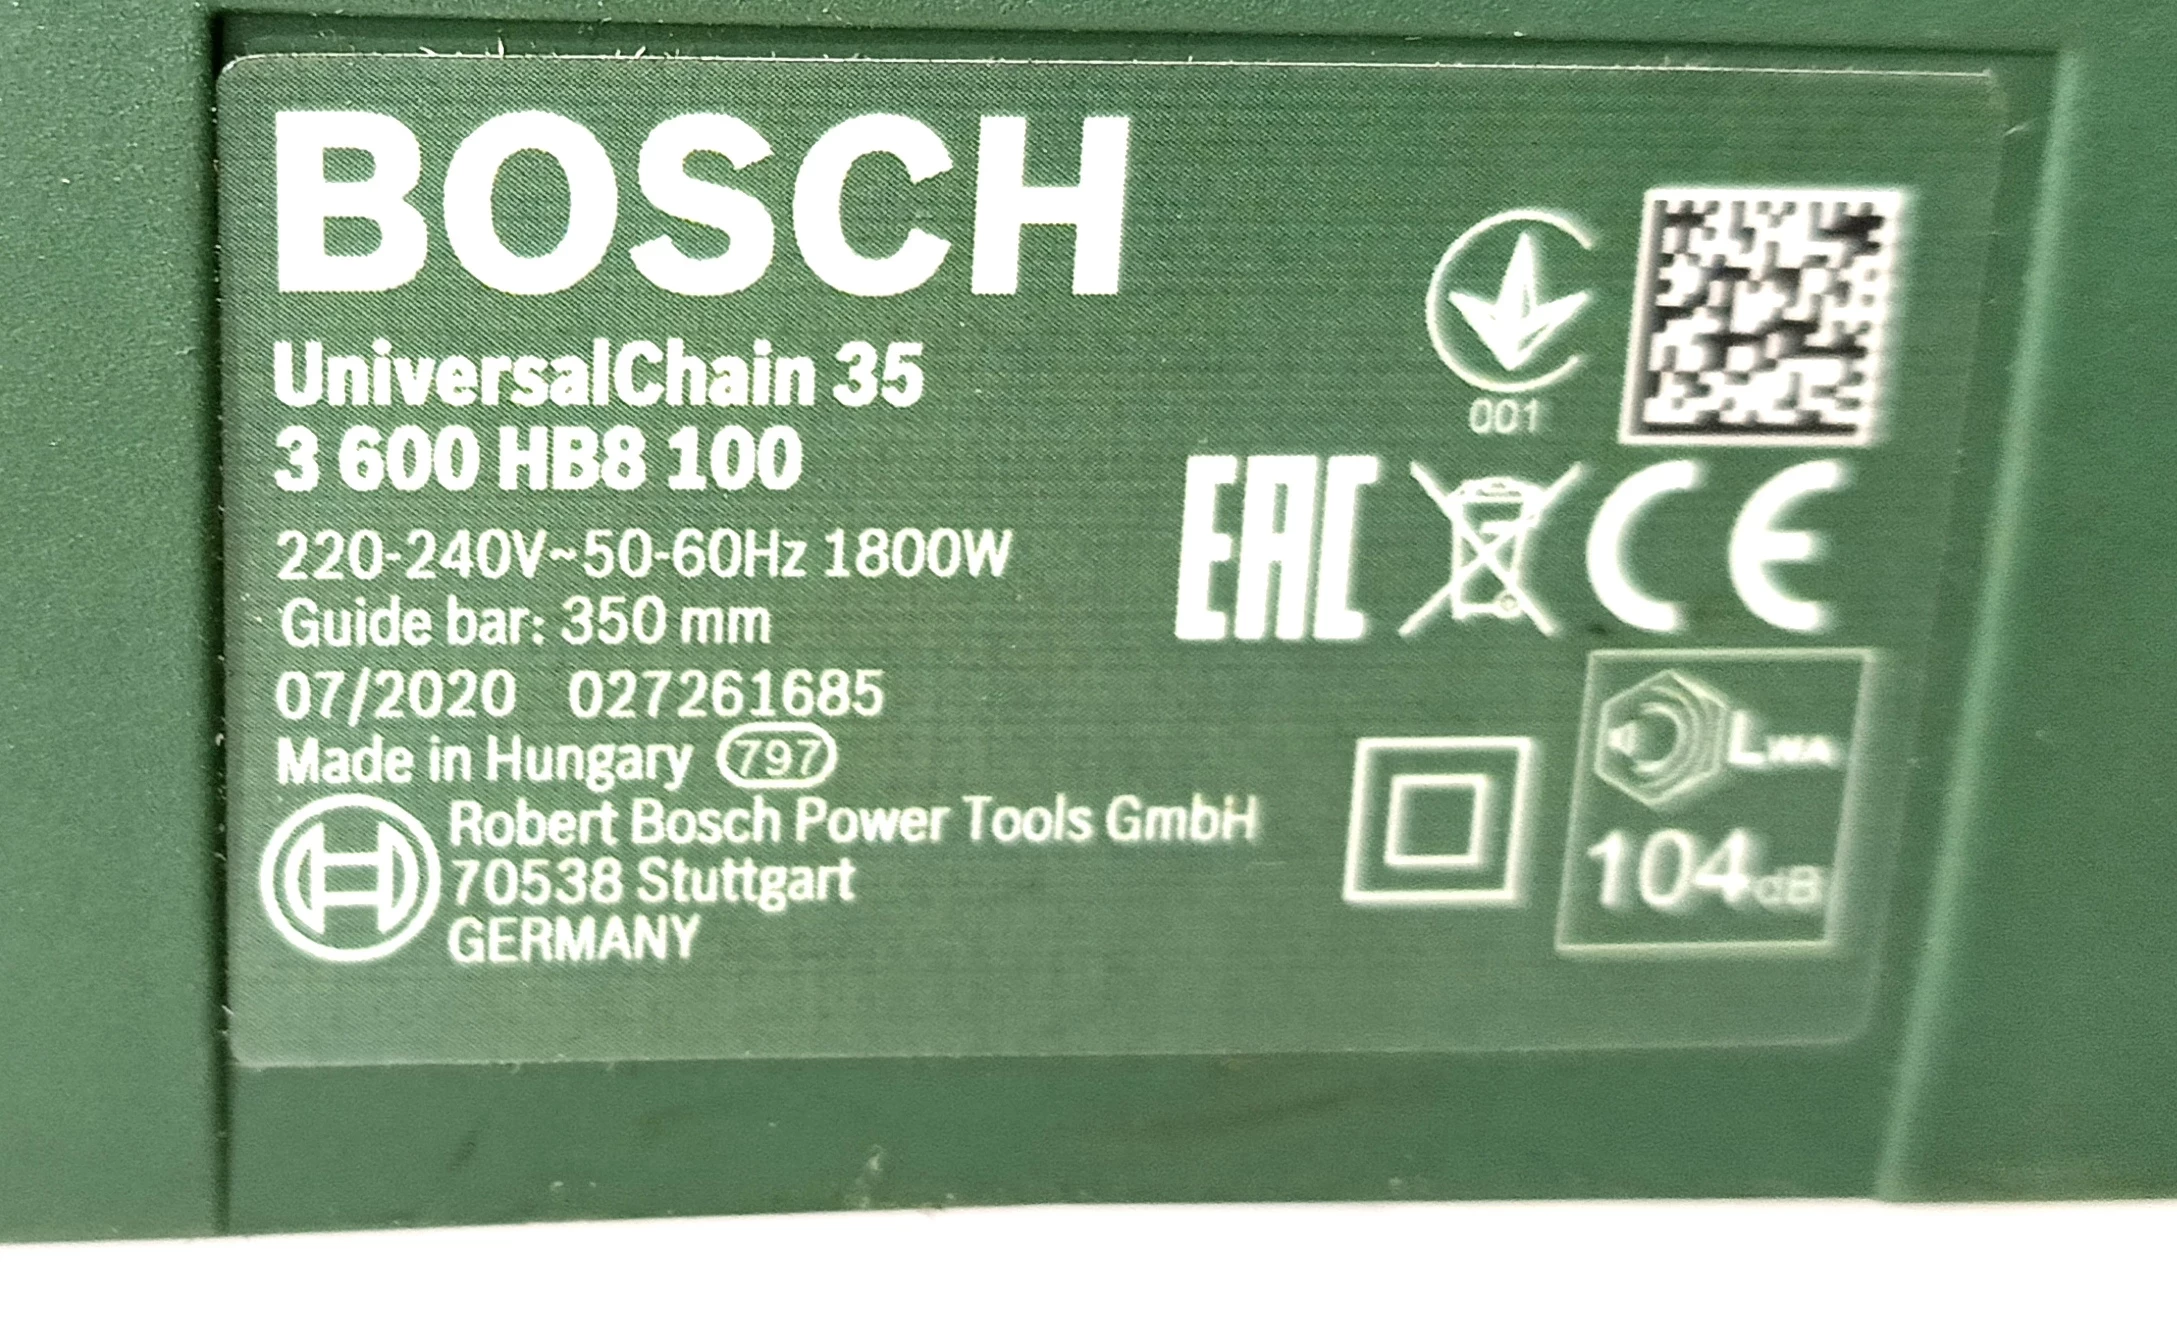 BOSCH
UniversalChain 35
3 600 HB8 100
220-240V~50-60Hz 1800W
Guide bar: 350 mm
07/2020 027261685
Made in Hungary 797
Robert Bosch Power Tools GmbH
70538 Stuttgart
GERMANY
001
EAC
CE
LWA
104dB